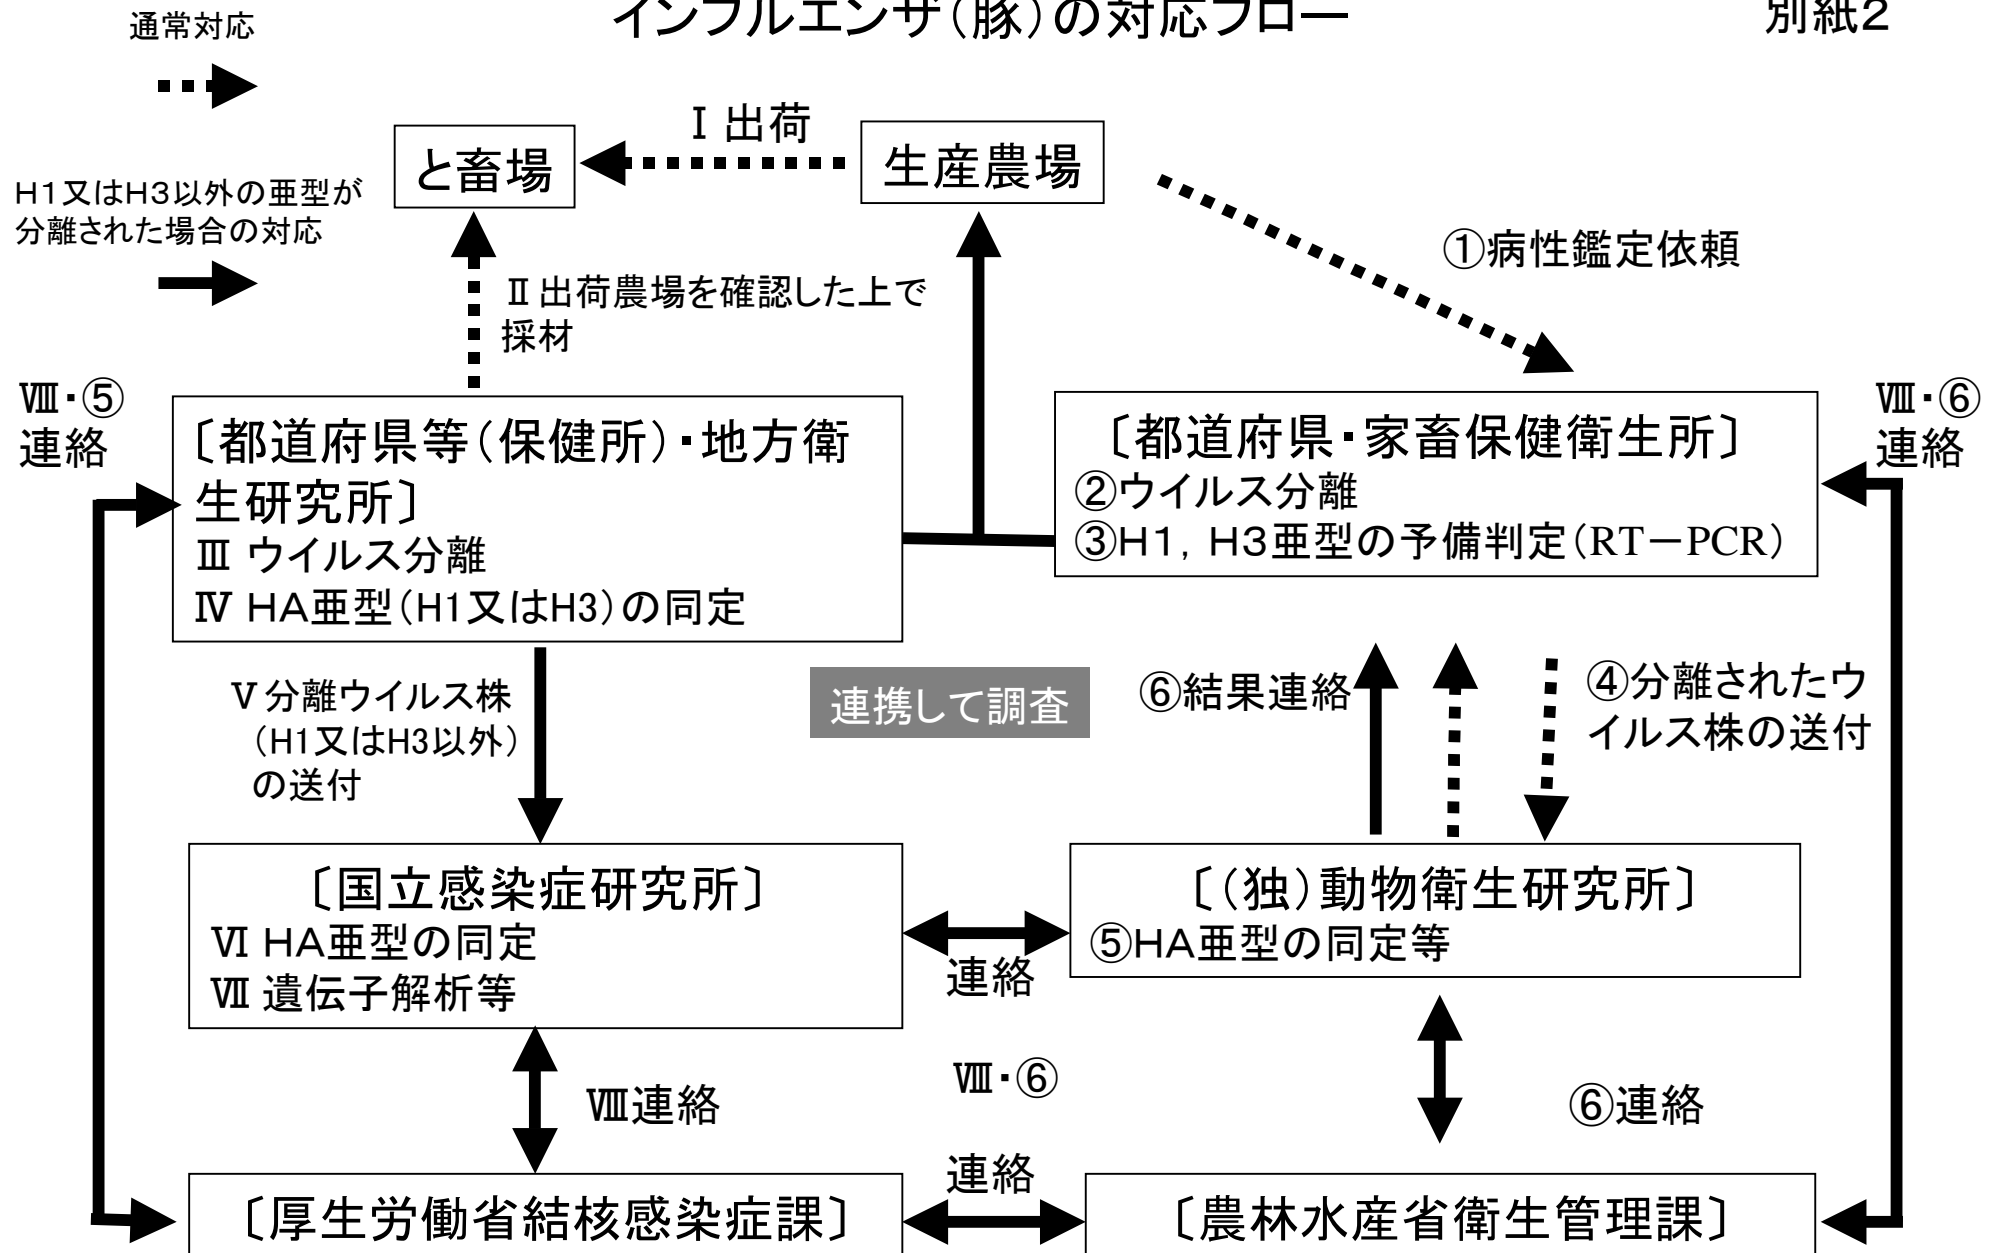 インフルエンザ（豚）の対応フロー
別紙２
通常対応
Ⅰ 出荷
と畜場
生産農場
Ｈ１又はＨ３以外の亜型が
分離された場合の対応
①病性鑑定依頼
Ⅱ 出荷農場を確認した上で
採材
Ⅷ・⑤
連絡
〔都道府県等（保健所）・地方衛
生研究所〕
Ⅲ ウイルス分離
Ⅳ ＨＡ亜型（H1又はH3）の同定
〔都道府県・家畜保健衛生所〕
②ウイルス分離
③Ｈ１，Ｈ３亜型の予備判定（RT－PCR）
Ⅷ・⑥
連絡
Ⅴ 分離ウイルス株
（H1又はH3以外）
の送付
連携して調査
⑥結果連絡
④分離されたウ
イルス株の送付
〔国立感染症研究所〕
Ⅵ ＨＡ亜型の同定
Ⅶ 遺伝子解析等
連絡
〔（独）動物衛生研究所〕
⑤ＨＡ亜型の同定等
Ⅷ連絡
Ⅷ・⑥
連絡
⑥連絡
〔厚生労働省結核感染症課〕
〔農林水産省衛生管理課〕